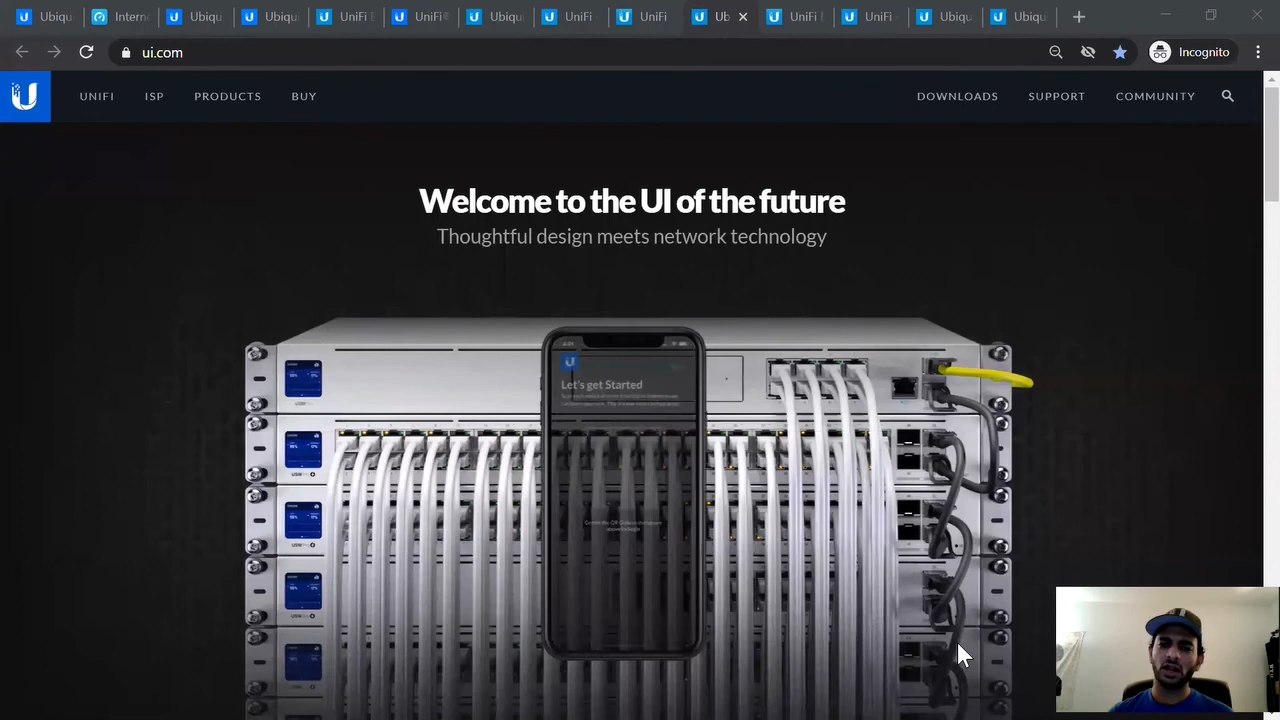 Ubiqu
Intern
Ubiqu
Ubiqu
UniFi E
UniFi®
Ubiqu
UniFi
UniFi
Ub
UniFi N
UniFi
Ubiqu
Ubiqu
ui.com
Incognito
UNIFI
ISP
PRODUCTS
BUY
DOWNLOADS
SUPPORT
COMMUNITY
Welcome to the UI of the future
Thoughtful design meets network technology
Let's get Started